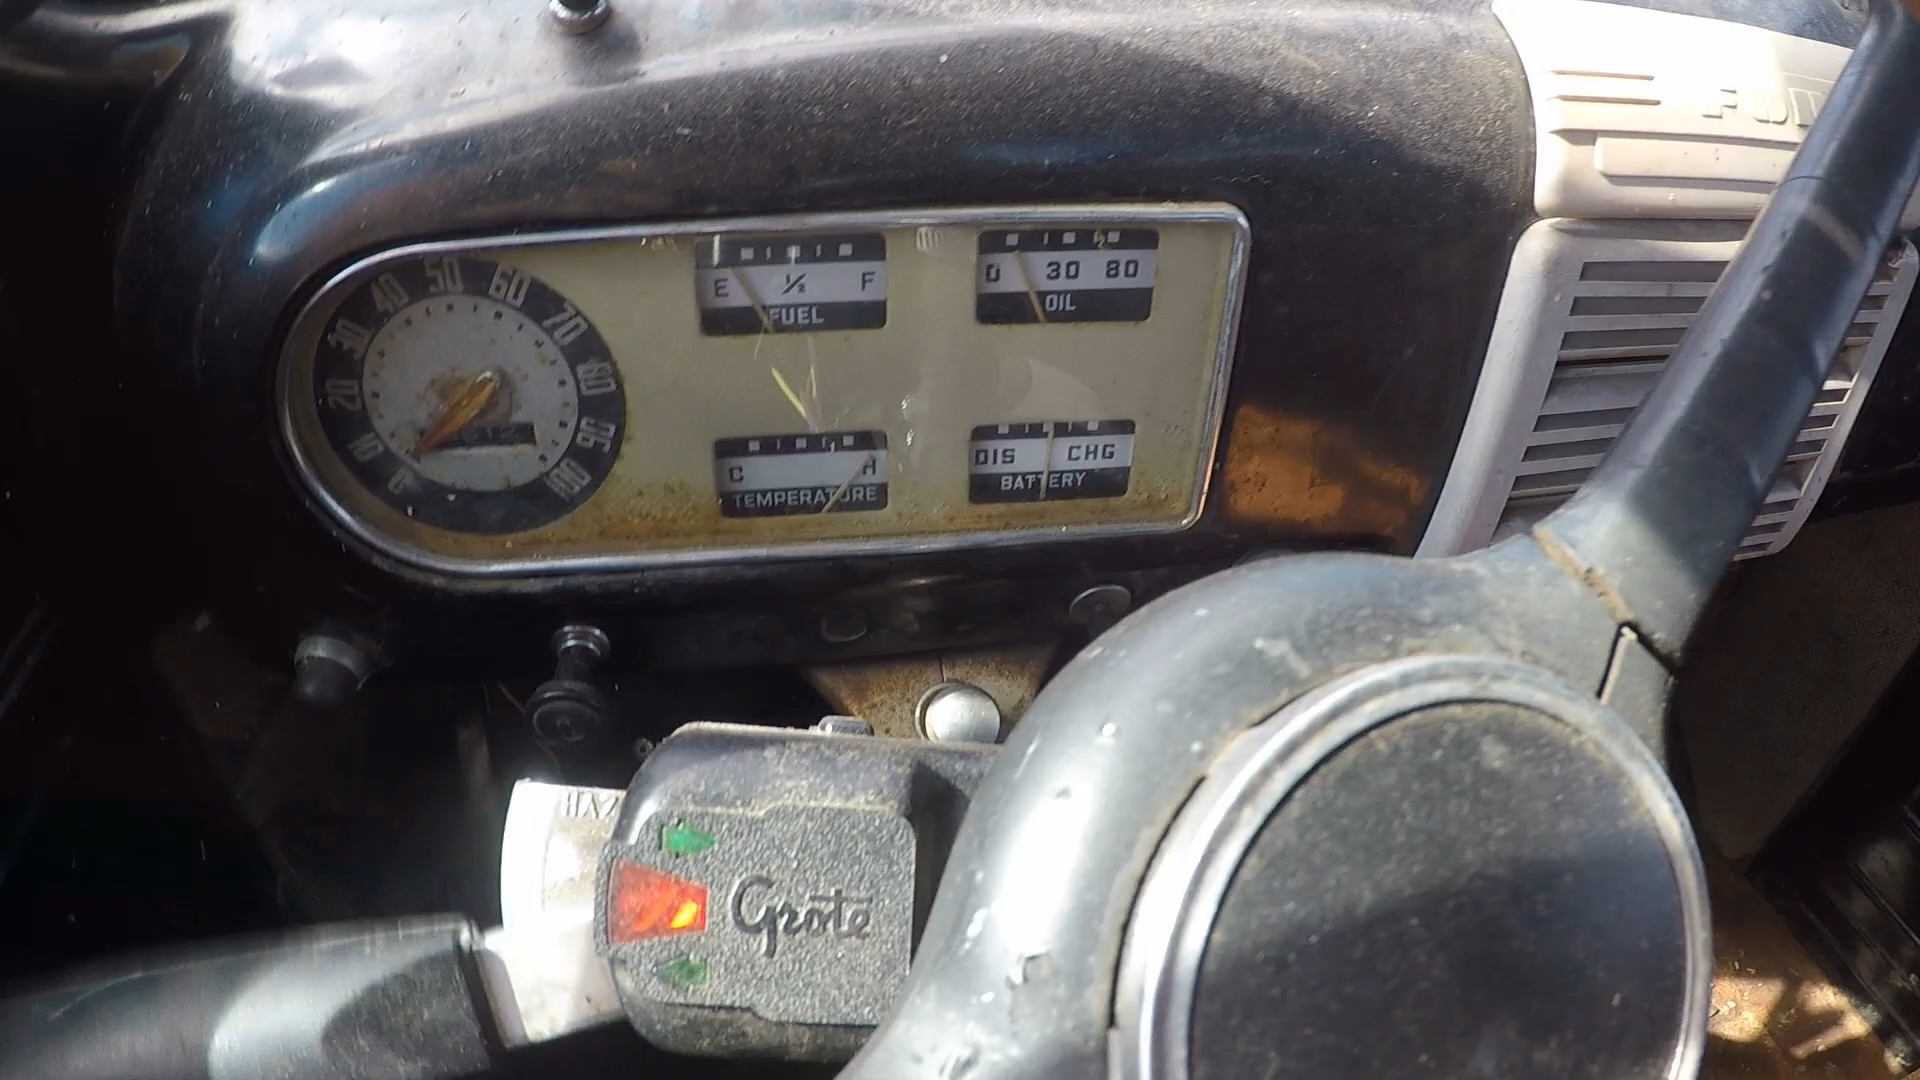 0 10 20 30 40 50 60 70 80 90 100
E ½ F
FUEL
0 30 80
OIL
C H
TEMPERATURE
DIS CHG
BATTERY
Grote